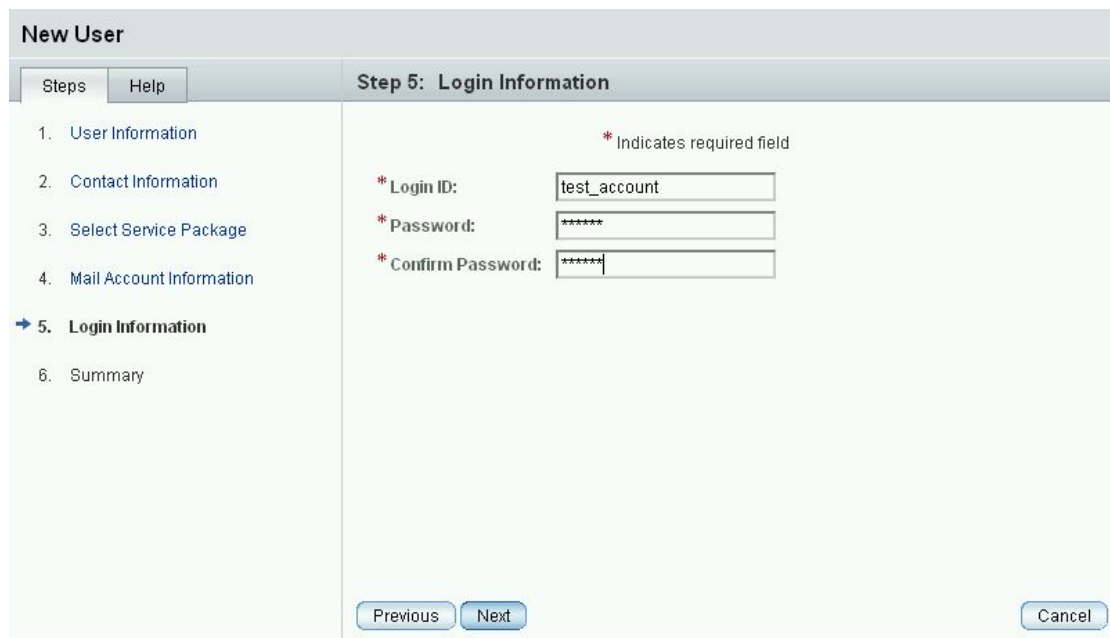 New User
Steps Help
1. User Information
2. Contact Information
3. Select Service Package
4. Mail Account Information
5. Login Information
6. Summary
Step 5: Login Information
* Indicates required field
* Login ID: test_account
* Password: ******
* Confirm Password: ******
Previous Next Cancel